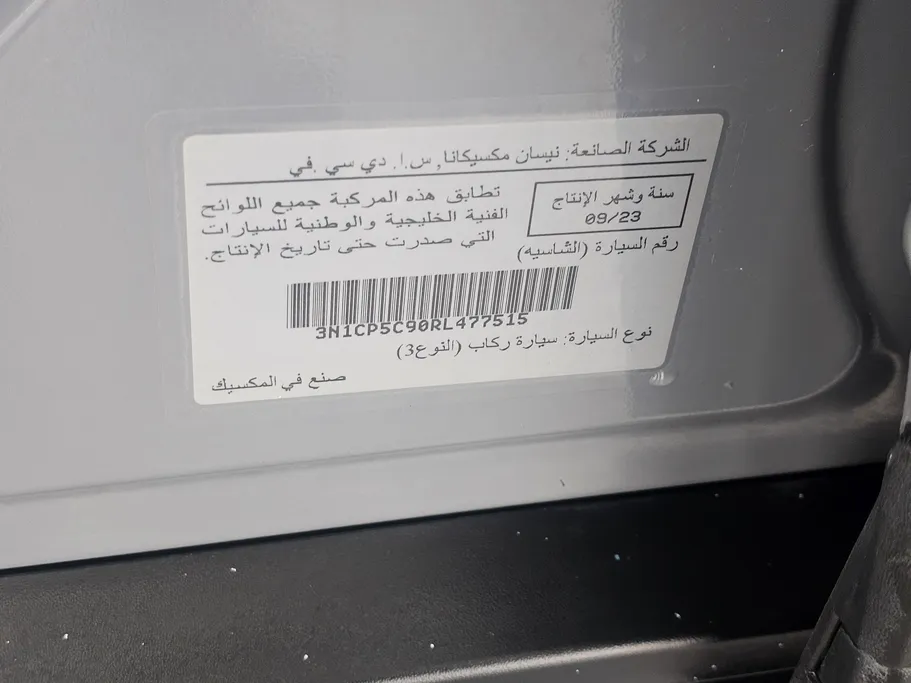 الشركة الصانعة: نيسان مكسيكانا, س.ا. دي سي .في
سنة وشهر الإنتاج
09/23
تطابق هذه المركبة جميع اللوائح
الفنية الخليجية والوطنية للسيارات
التي صدرت حتى تاريخ الإنتاج.
رقم السيارة (الشاسيه)
3N1CP5C90RL477515
نوع السيارة: سيارة ركاب (النوع3)
صنع في المكسيك